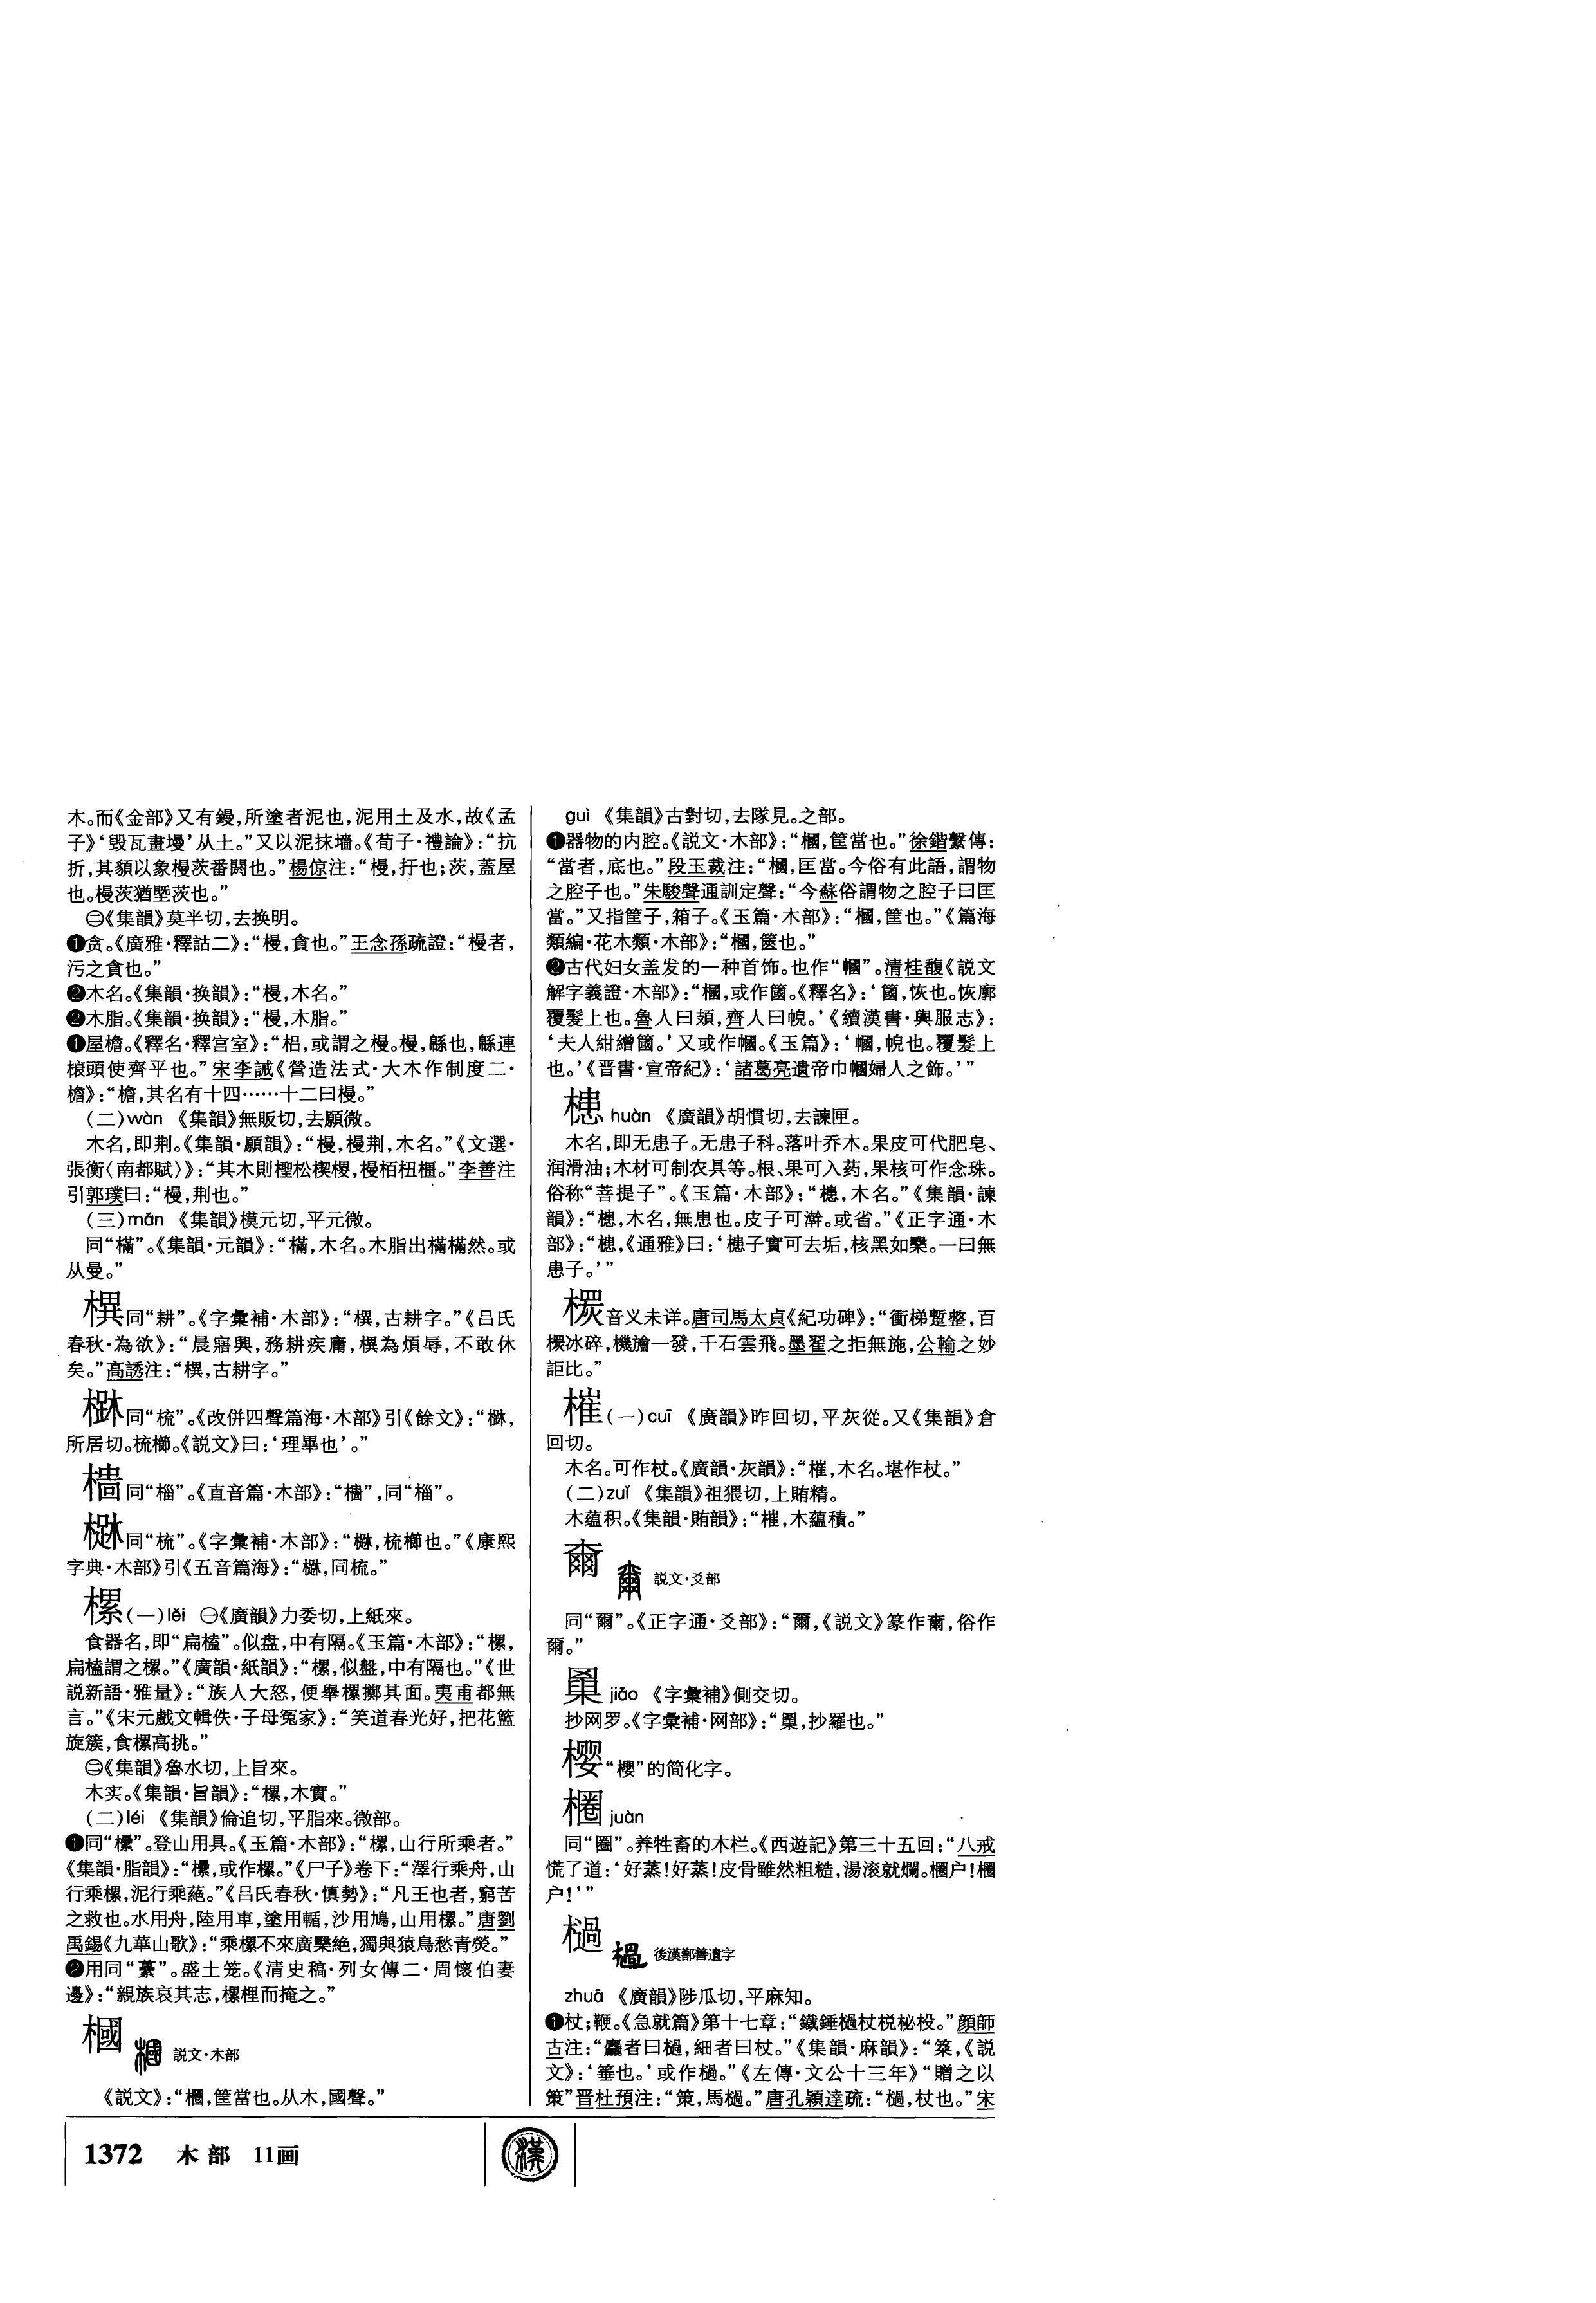 木。而《金部》又有鏝,所塗者泥也,泥用土及水,故《孟
子》‘毁瓦畫墁’从土。”又以泥抹墻。《荀子·禮論》:“抗
折,其䫉以象槾茨番閼也。”楊倞注:“槾,扜也;茨,蓋屋
也。槾茨猶墍茨也。”
㊂《集韻》莫半切,去换明。
❶貪。《廣雅·釋詁二》:“槾,貪也。”王念孫疏證:“槾者,
污之貪也。”
❷木名。《集韻·换韻》:“槾,木名。”
❷木脂。《集韻·换韻》:“槾,木脂。”
❶屋檐。《釋名·釋宫室》:“梠,或謂之槾。槾,緜也,緜連
榱頭使齊平也。”宋李誡《營造法式·大木作制度二·
檐》:“檐,其名有十四……十二曰槾。”
(二)wàn 《集韻》無販切,去願微。
木名,即荆。《集韻·願韻》:“槾,槾荆,木名。”《文選·
張衡〈南都賦〉》:“其木則檉松楔㮨,槾栢杻橿。”李善注
引郭璞曰:“槾,荆也。”
(三)mǎn 《集韻》模元切,平元微。
同“樠”。《集韻·元韻》:“樠,木名。木脂出樠樠然。或
从曼。”
同“耕”。《字彙補·木部》:“,古耕字。”《吕氏
春秋·為欲》:“晨寤興,務耕疾庸,為煩辱,不敢休
矣。”高誘注:“,古耕字。”
同“梳”。《改併四聲篇海·木部》引《餘文》:“,
所居切。梳櫛。《説文》曰:‘理畢也’。”
同“椔”。《直音篇·木部》:“”,同“椔”。
同“梳”。《字彙補·木部》:“,梳櫛也。”《康熙
字典·木部》引《五音篇海》:“,同梳。”
樏(一)lěi ㊀《廣韻》力委切,上紙來。
食器名,即“扁榼”。似盘,中有隔。《玉篇·木部》:“樏,
扁榼謂之樏。”《廣韻·紙韻》:“樏,似盤,中有隔也。”《世
説新語·雅量》:“族人大怒,便舉樏擲其面。夷甫都無
言。”《宋元戲文輯佚·子母冤家》:“笑道春光好,把花籃
旋簇,食樏高挑。”
㊁《集韻》魯水切,上旨來。
木实。《集韻·旨韻》:“樏,木實。”
(二)léi 《集韻》倫追切,平脂來。微部。
❶同“欙”。登山用具。《玉篇·木部》:“樏,山行所乘者。”
《集韻·脂韻》:“欙,或作樏。”《尸子》卷下:“澤行乘舟,山
行乘樏,泥行乘蕝。”《吕氏春秋·慎勢》:“凡王也者,窮苦
之救也。水用舟,陸用車,塗用輴,沙用鳩,山用樏。”唐劉
禹錫《九華山歌》:“乘樏不來廣樂絶,獨與猿鳥愁青熒。”
❷用同“虆”。盛土笼。《清史稿·列女傳二·周懷伯妻
邊》:“親族哀其志,樏梩而掩之。”
槶 説文·木部
《説文》:“槶,筐當也。从木,國聲。”
guì 《集韻》古對切,去隊見。之部。
❶器物的内腔。《説文·木部》:“槶,筐當也。”徐鍇繫傳:
“當者,底也。”段玉裁注:“槶,匡當。今俗有此語,謂物
之腔子也。”朱駿聲通訓定聲:“今蘇俗謂物之腔子曰匡
當。”又指筐子,箱子。《玉篇·木部》:“槶,筐也。”《篇海
類編·花木類·木部》:“槶,篋也。”
❷古代妇女盖发的一种首饰。也作“幗”。清桂馥《説文
解字義證·木部》:“槶,或作簂。《釋名》:‘簂,恢也。恢廓
覆髮上也。魯人曰頍,齊人曰帨。’《續漢書·輿服志》:
‘夫人紺繒簂。’又或作幗。《玉篇》:‘幗,帨也。覆髮上
也。’《晋書·宣帝紀》:‘諸葛亮遺帝巾幗婦人之飾。’”
槵 huàn 《廣韻》胡慣切,去諫匣。
木名,即无患子。无患子科。落叶乔木。果皮可代肥皂、
润滑油;木材可制农具等。根、果可入药,果核可作念珠。
俗称“菩提子”。《玉篇·木部》:“槵,木名。”《集韻·諫
韻》:“槵,木名,無患也。皮子可澣。或省。”《正字通·木
部》:“槵,《通雅》曰:‘槵子實可去垢,核黑如㯡。一曰無
患子。’”
音义未详。唐司馬太貞《紀功碑》:“衝梯蹔整,百
冰碎,機䃠一發,千石雲飛。墨翟之拒無施,公輸之妙
詎比。”
槯(一)cuī 《廣韻》昨回切,平灰從。又《集韻》倉
回切。
木名。可作杖。《廣韻·灰韻》:“槯,木名。堪作杖。”
(二)zuǐ 《集韻》祖猥切,上賄精。
木蕴积。《集韻·賄韻》:“槯,木蘊積。”
説文·㸚部
同“爾”。《正字通·爻部》:“爾,《説文》篆作,俗作
爾。”
jiǎo 《字彙補》側交切。
抄网罗。《字彙補·网部》:“,抄羅也。”
樱“櫻”的简化字。
棬 juàn
同“圈”。养牲畜的木栏。《西遊記》第三十五回:“八戒
慌了道:‘好蒸!好蒸!皮骨雖然粗糙,湯滚就爛。户!
户!’”
檛 後漢鄐善遺字
zhuā 《廣韻》陟瓜切,平麻知。
❶杖;鞭。《急就篇》第十七章:“鐵錘檛杖棁柲杸。”顔師
古注:“麤者曰檛,細者曰杖。”《集韻·麻韻》:“築,《説
文》:‘箠也。’或作檛。”《左傳·文公十三年》“贈之以
策”晋杜預注:“策,馬檛。”唐孔穎達疏:“檛,杖也。”宋
1372 木部 11画
漢